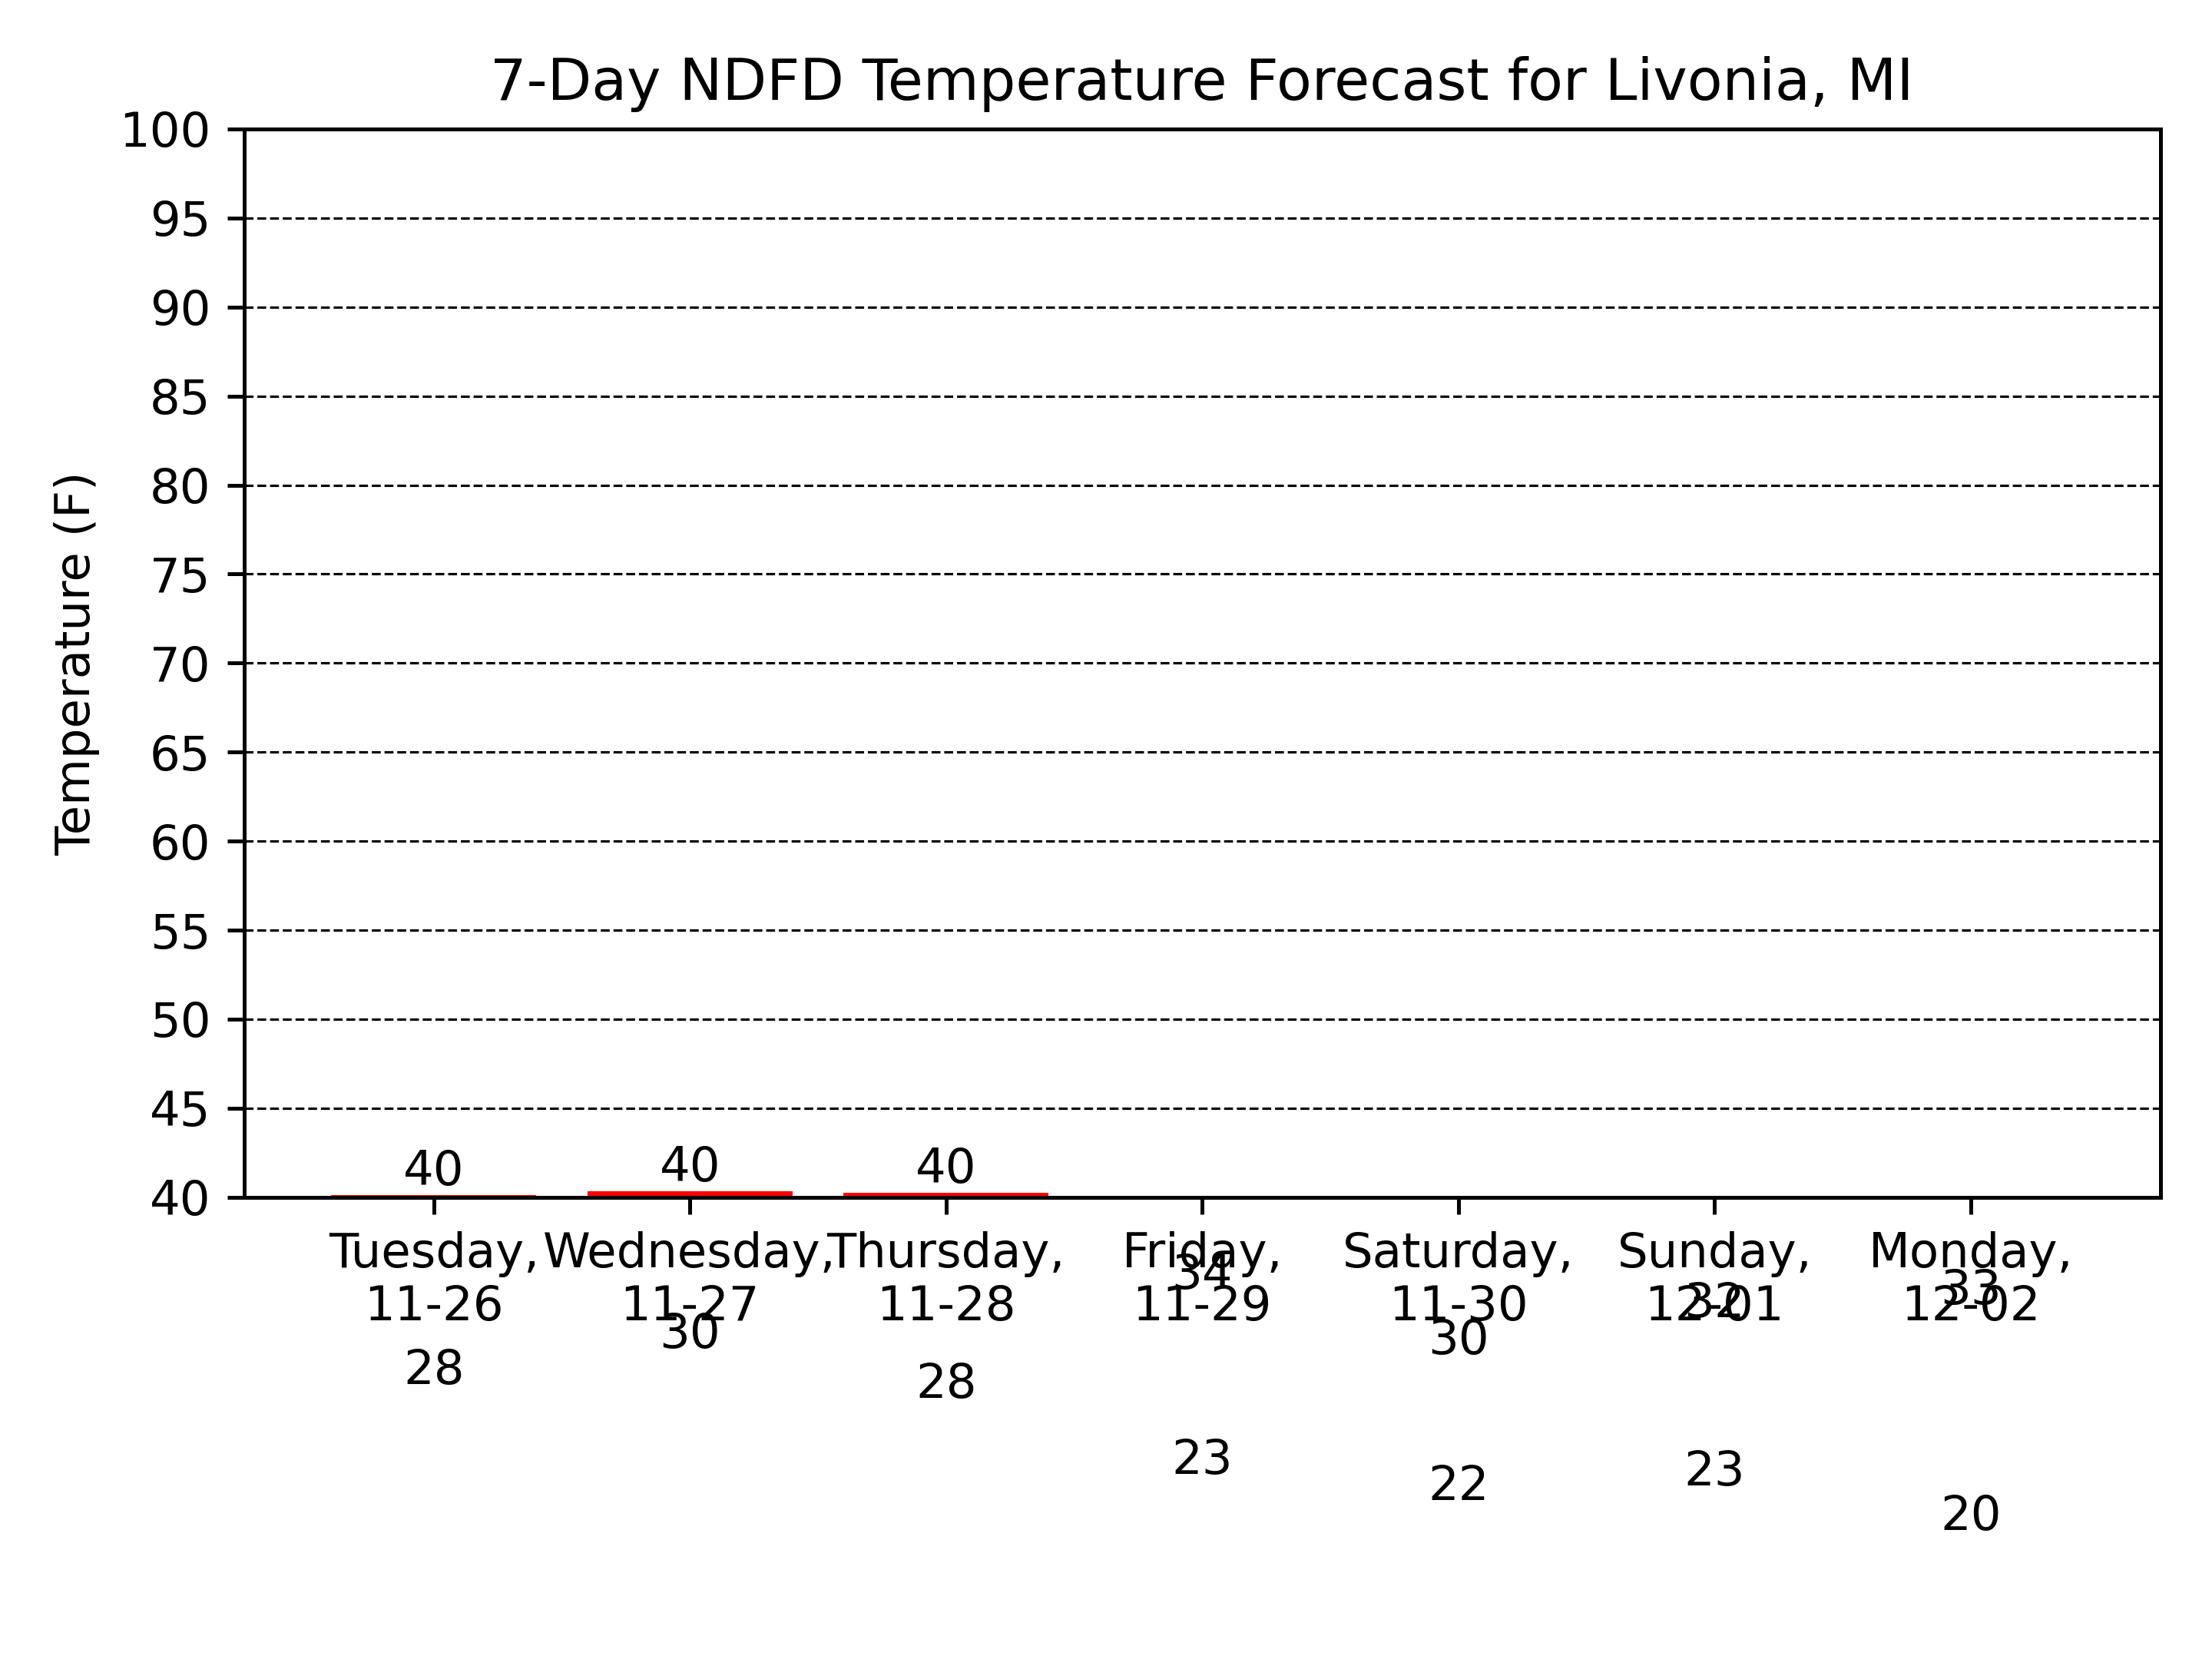 7-Day NDFD Temperature Forecast for Livonia, MI
Temperature (F)
100
95
90
85
80
75
70
65
60
55
50
45
40
40 40 40
Tuesday, Wednesday, Thursday, Friday, Saturday, Sunday, Monday,
11-26 11-27 11-28 11-29 11-30 12-01 12-02
34 32 33
30 30
28 28
23 22 23 20